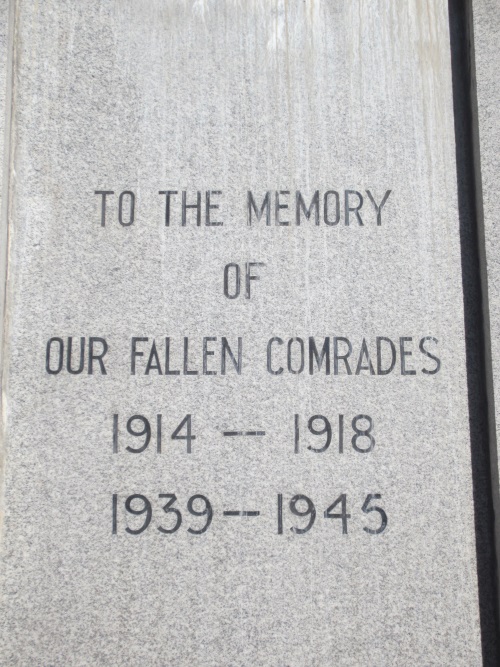 TO THE MEMORY
OF
OUR FALLEN COMRADES
1914 -- 1918
1939 -- 1945